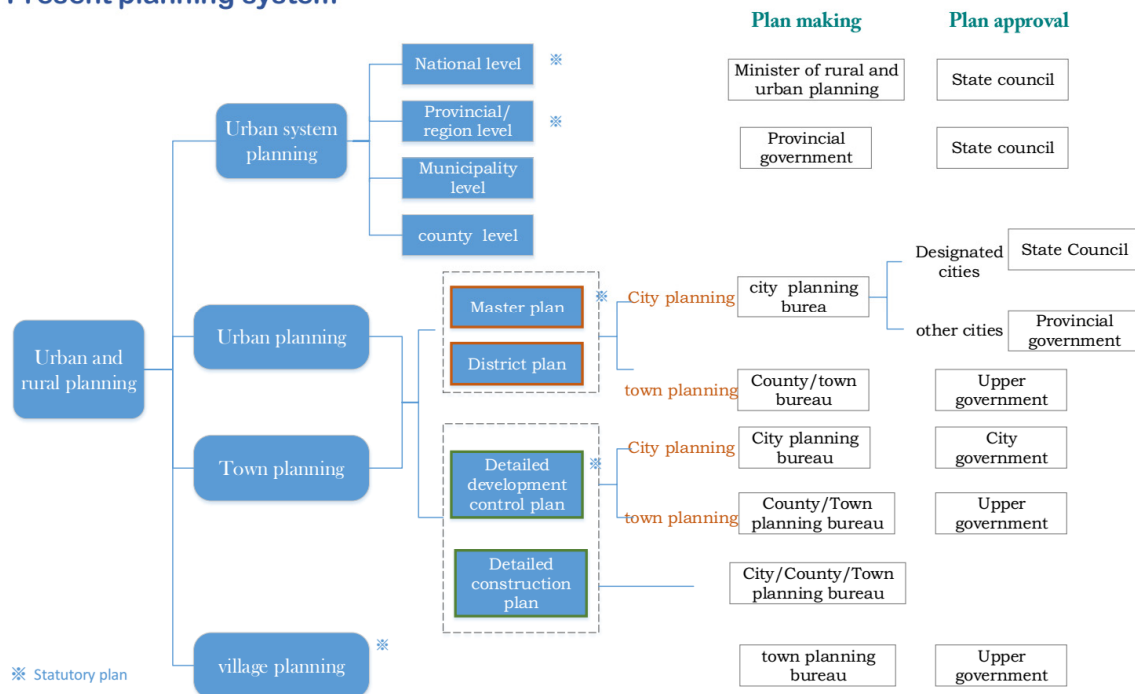 Present planning system
Plan making
Plan approval
National level
※
Minister of rural and
urban planning
State council
Urban system
planning
Provincial/
region level
※
Provincial
government
State council
Municipality
level
county level
Urban and
rural planning
Urban planning
Town planning
Master plan
※
District plan
City planning
city planning
burea
Designated
cities
State Council
other cities
Provincial
government
town planning
County/town
bureau
Upper
government
Detailed
development
control plan
※
City planning
City planning
bureau
City
government
town planning
County/Town
planning bureau
Upper
government
Detailed
construction
plan
City/County/Town
planning bureau
village planning
※
town planning
bureau
Upper
government
※ Statutory plan